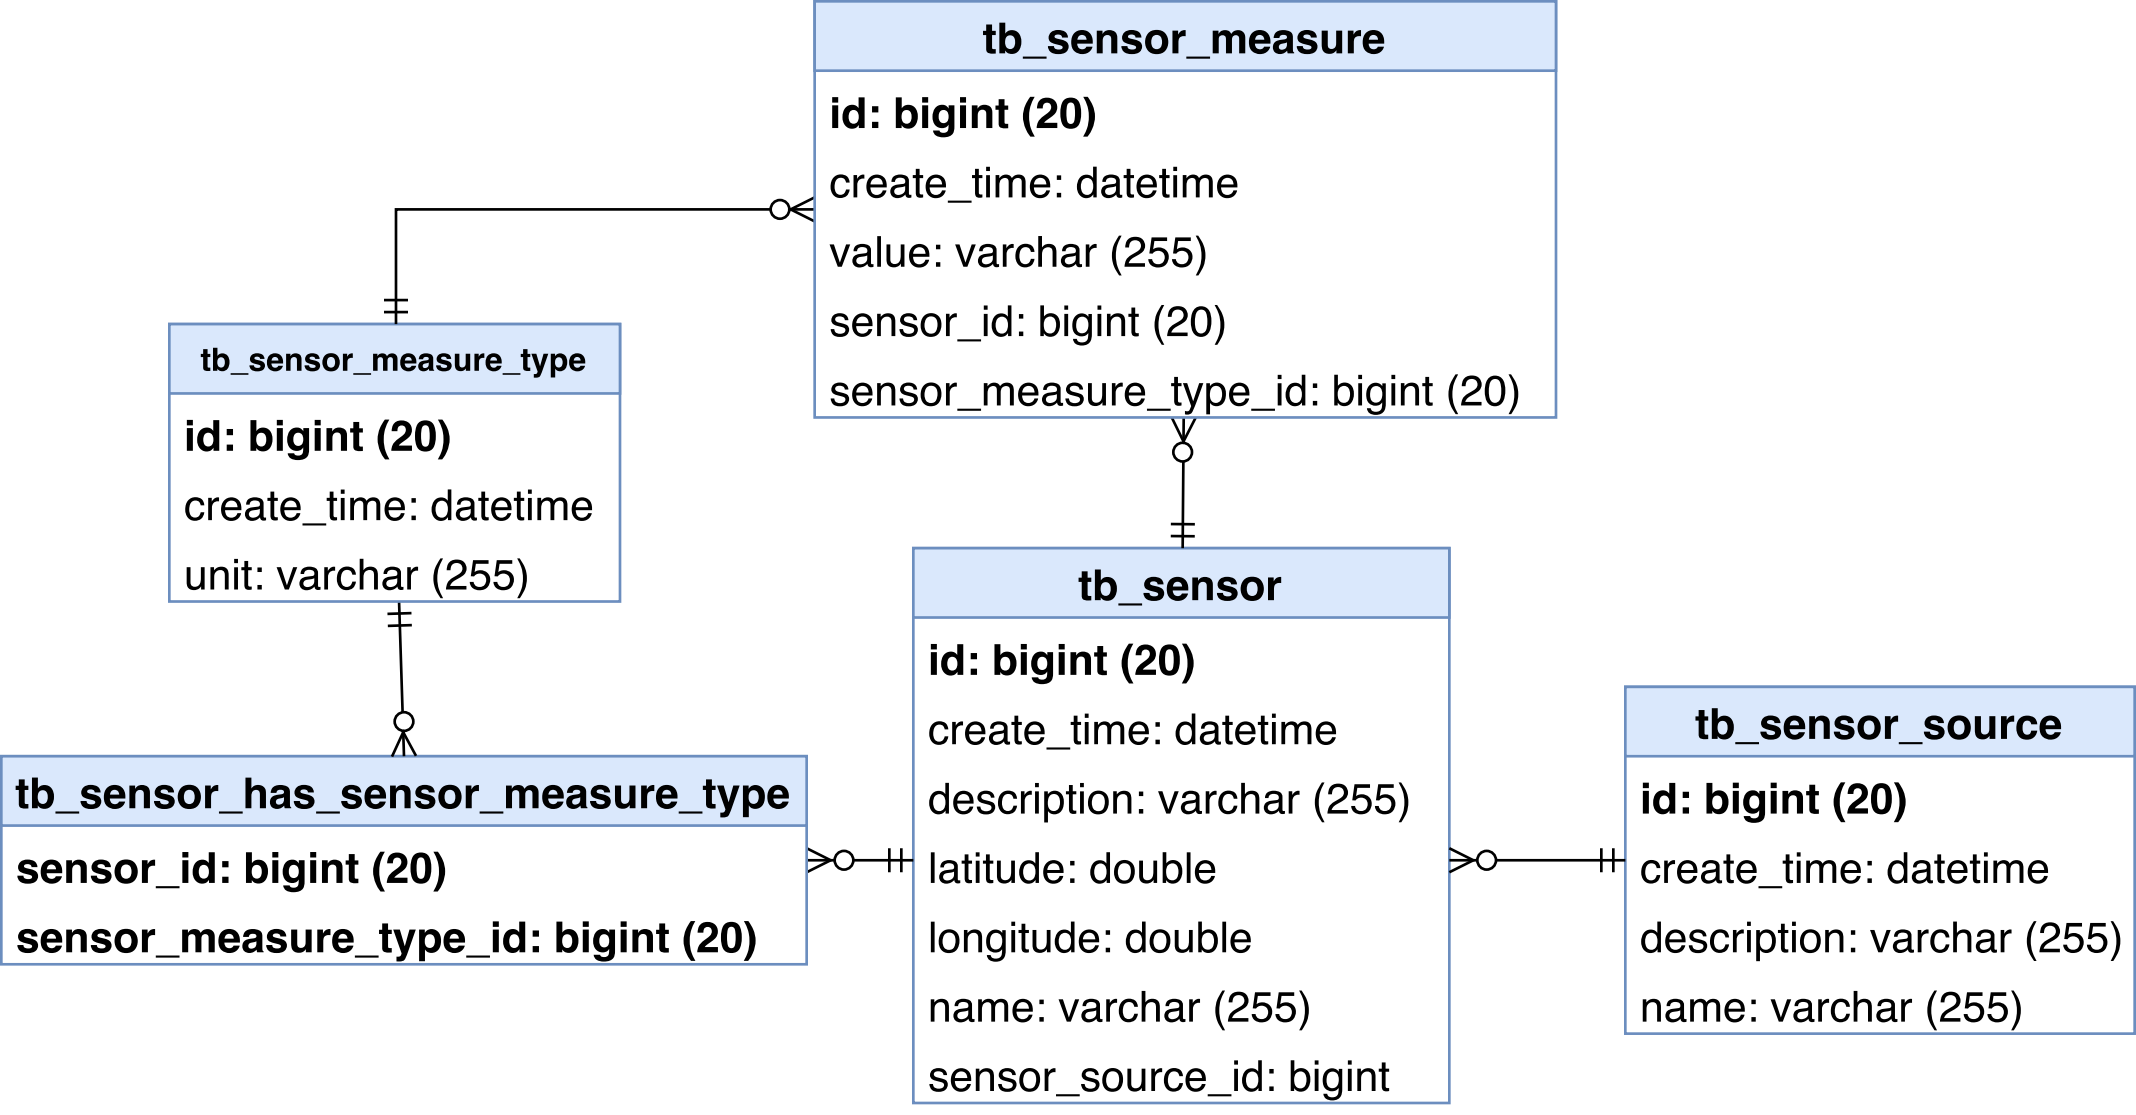 tb_sensor_measure
id: bigint (20)
create_time: datetime
value: varchar (255)
sensor_id: bigint (20)
sensor_measure_type_id: bigint (20)
tb_sensor_measure_type
id: bigint (20)
create_time: datetime
unit: varchar (255)
tb_sensor_has_sensor_measure_type
sensor_id: bigint (20)
sensor_measure_type_id: bigint (20)
tb_sensor
id: bigint (20)
create_time: datetime
description: varchar (255)
latitude: double
longitude: double
name: varchar (255)
sensor_source_id: bigint
tb_sensor_source
id: bigint (20)
create_time: datetime
description: varchar (255)
name: varchar (255)